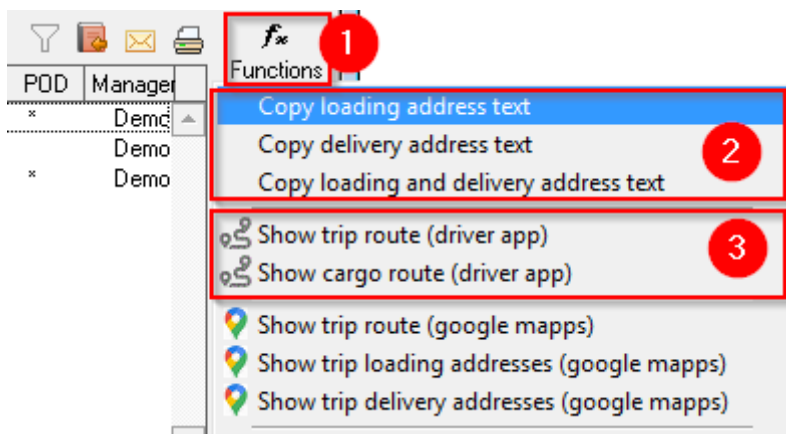 fx
1
Functions
POD Manager
Copy loading address text
* Demo
Copy delivery address text
Demo
2
* Demo
Copy loading and delivery address text
Show trip route (driver app)
3
Show cargo route (driver app)
Show trip route (google mapps)
Show trip loading addresses (google mapps)
Show trip delivery addresses (google mapps)